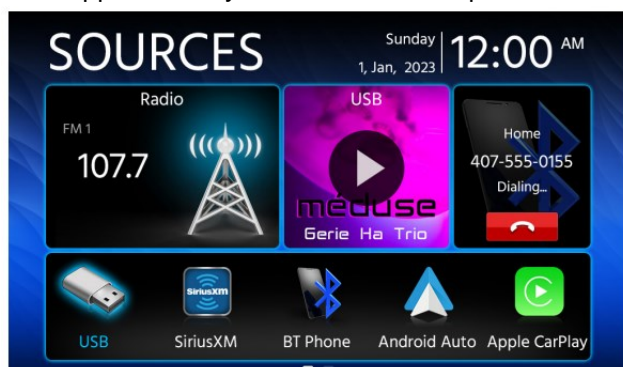 SOURCES
Sunday
1, Jan, 2023
12:00 AM
Radio
FM 1
107.7
USB
méduse
Gerie Ha Trio
Home
407-555-0155
Dialing...
USB
SiriusXM
SiriusXM
BT Phone
Android Auto
Apple CarPlay